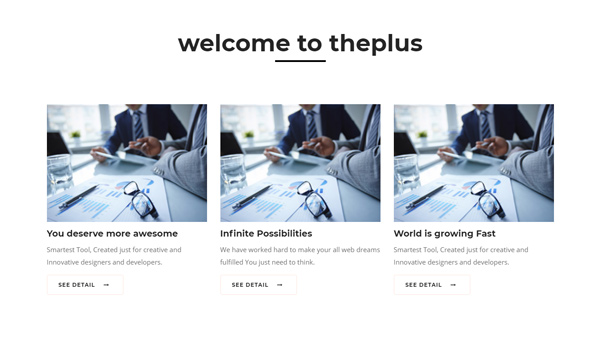 welcome to theplus
You deserve more awesome
Smartest Tool, Created just for creative and
Innovative designers and developers.
SEE DETAIL →
Infinite Possibilities
We have worked hard to make your all web dreams
fulfilled You just need to think.
SEE DETAIL →
World is growing Fast
Smartest Tool, Created just for creative and
Innovative designers and developers.
SEE DETAIL →